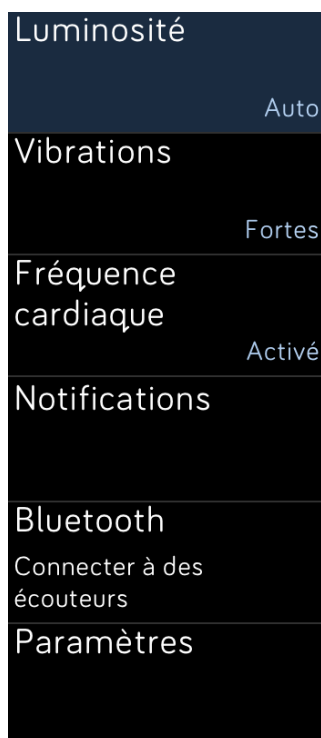 Luminosité
Auto
Vibrations
Fortes
Fréquence
cardiaque
Activé
Notifications
Bluetooth
Connecter à des
écouteurs
Paramètres